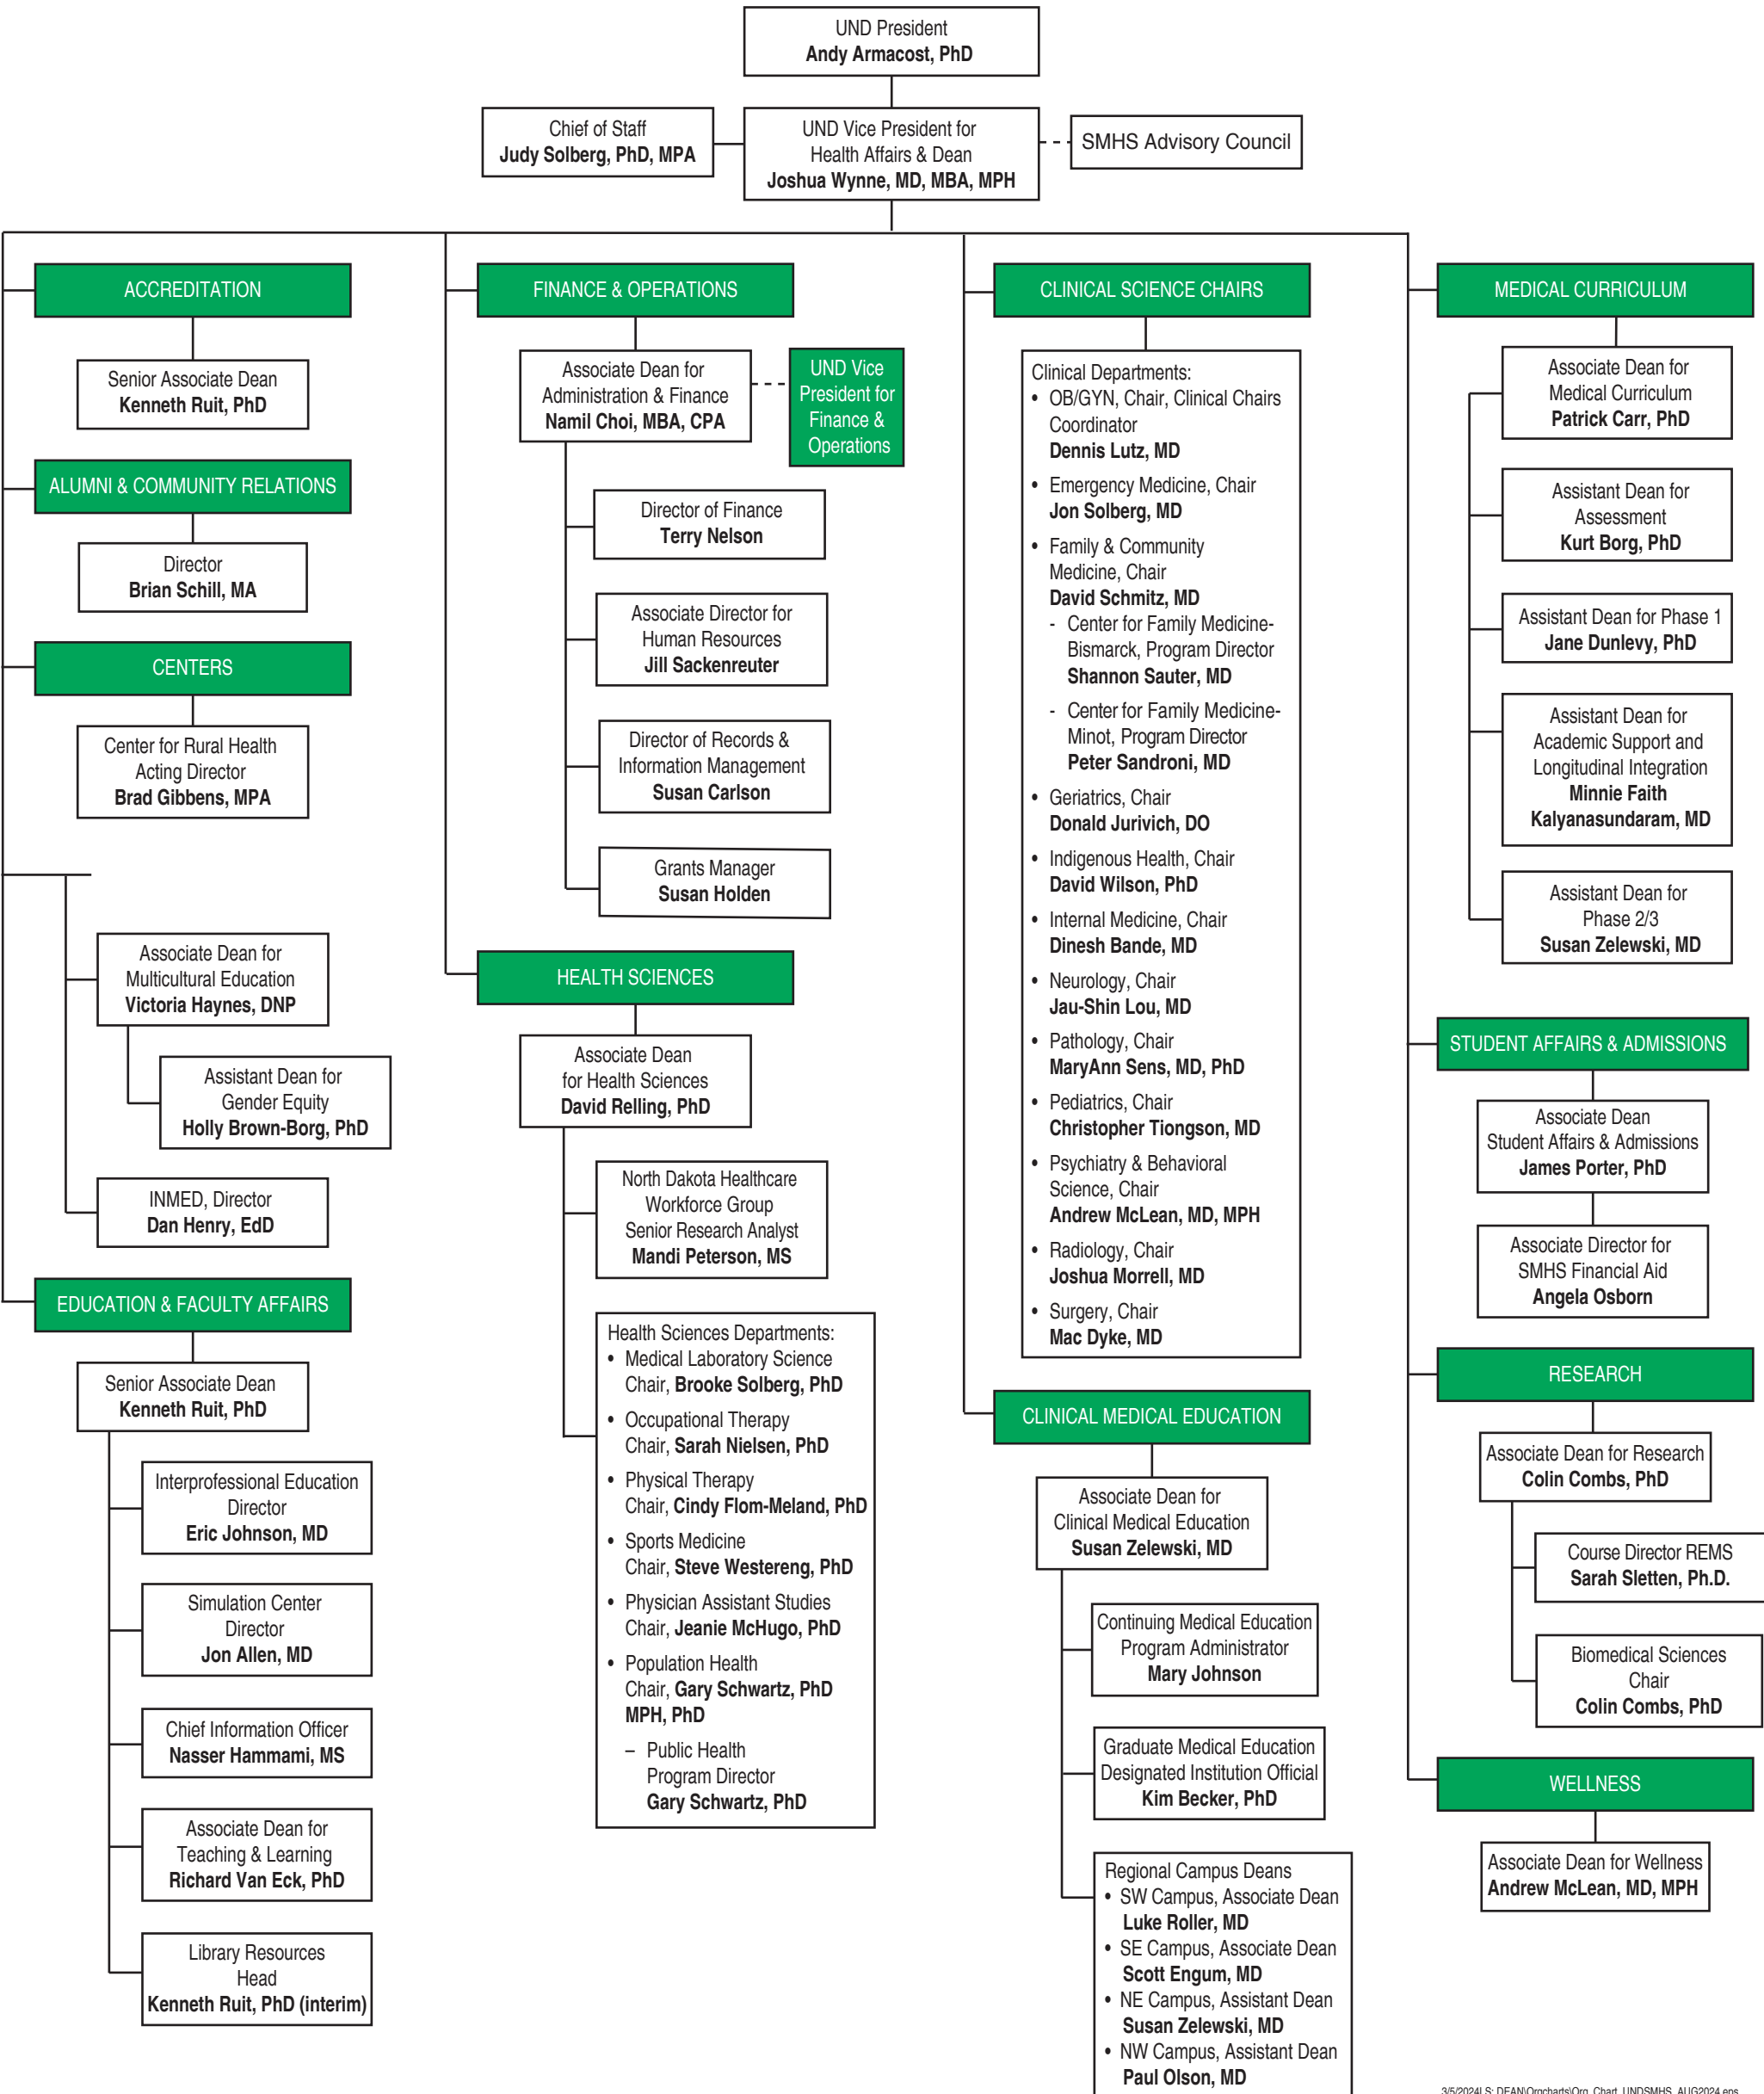 UND President
Andy Armacost, PhD
Chief of Staff
Judy Solberg, PhD, MPA
UND Vice President for
Health Affairs & Dean
Joshua Wynne, MD, MBA, MPH
SMHS Advisory Council
ACCREDITATION
Senior Associate Dean
Kenneth Ruit, PhD
ALUMNI & COMMUNITY RELATIONS
Director
Brian Schill, MA
CENTERS
Center for Rural Health
Acting Director
Brad Gibbens, MPA
Associate Dean for
Multicultural Education
Victoria Haynes, DNP
Assistant Dean for
Gender Equity
Holly Brown-Borg, PhD
INMED, Director
Dan Henry, EdD
EDUCATION & FACULTY AFFAIRS
Senior Associate Dean
Kenneth Ruit, PhD
Interprofessional Education
Director
Eric Johnson, MD
Simulation Center
Director
Jon Allen, MD
Chief Information Officer
Nasser Hammami, MS
Associate Dean for
Teaching & Learning
Richard Van Eck, PhD
Library Resources
Head
Kenneth Ruit, PhD (interim)
FINANCE & OPERATIONS
Associate Dean for
Administration & Finance
Namil Choi, MBA, CPA
UND Vice
President for
Finance &
Operations
Director of Finance
Terry Nelson
Associate Director for
Human Resources
Jill Sackenreuter
Director of Records &
Information Management
Susan Carlson
Grants Manager
Susan Holden
HEALTH SCIENCES
Associate Dean
for Health Sciences
David Relling, PhD
North Dakota Healthcare
Workforce Group
Senior Research Analyst
Mandi Peterson, MS
Health Sciences Departments:
• Medical Laboratory Science
Chair, Brooke Solberg, PhD
• Occupational Therapy
Chair, Sarah Nielsen, PhD
• Physical Therapy
Chair, Cindy Flom-Meland, PhD
• Sports Medicine
Chair, Steve Westereng, PhD
• Physician Assistant Studies
Chair, Jeanie McHugo, PhD
• Population Health
Chair, Gary Schwartz, PhD
MPH, PhD
– Public Health
Program Director
Gary Schwartz, PhD
CLINICAL SCIENCE CHAIRS
Clinical Departments:
• OB/GYN, Chair, Clinical Chairs
Coordinator
Dennis Lutz, MD
• Emergency Medicine, Chair
Jon Solberg, MD
• Family & Community
Medicine, Chair
David Schmitz, MD
- Center for Family Medicine-
Bismarck, Program Director
Shannon Sauter, MD
- Center for Family Medicine-
Minot, Program Director
Peter Sandroni, MD
• Geriatrics, Chair
Donald Jurivich, DO
• Indigenous Health, Chair
David Wilson, PhD
• Internal Medicine, Chair
Dinesh Bande, MD
• Neurology, Chair
Jau-Shin Lou, MD
• Pathology, Chair
MaryAnn Sens, MD, PhD
• Pediatrics, Chair
Christopher Tiongson, MD
• Psychiatry & Behavioral
Science, Chair
Andrew McLean, MD, MPH
• Radiology, Chair
Joshua Morrell, MD
• Surgery, Chair
Mac Dyke, MD
CLINICAL MEDICAL EDUCATION
Associate Dean for
Clinical Medical Education
Susan Zelewski, MD
Continuing Medical Education
Program Administrator
Mary Johnson
Graduate Medical Education
Designated Institution Official
Kim Becker, PhD
Regional Campus Deans
• SW Campus, Associate Dean
Luke Roller, MD
• SE Campus, Associate Dean
Scott Engum, MD
• NE Campus, Assistant Dean
Susan Zelewski, MD
• NW Campus, Assistant Dean
Paul Olson, MD
MEDICAL CURRICULUM
Associate Dean for
Medical Curriculum
Patrick Carr, PhD
Assistant Dean for
Assessment
Kurt Borg, PhD
Assistant Dean for Phase 1
Jane Dunlevy, PhD
Assistant Dean for
Academic Support and
Longitudinal Integration
Minnie Faith
Kalyanasundaram, MD
Assistant Dean for
Phase 2/3
Susan Zelewski, MD
STUDENT AFFAIRS & ADMISSIONS
Associate Dean
Student Affairs & Admissions
James Porter, PhD
Associate Director for
SMHS Financial Aid
Angela Osborn
RESEARCH
Associate Dean for Research
Colin Combs, PhD
Course Director REMS
Sarah Sletten, Ph.D.
Biomedical Sciences
Chair
Colin Combs, PhD
WELLNESS
Associate Dean for Wellness
Andrew McLean, MD, MPH
3/5/2024LS: DEAN\Orgcharts\Org_Chart_UNDSMHS_AUG2024.eps